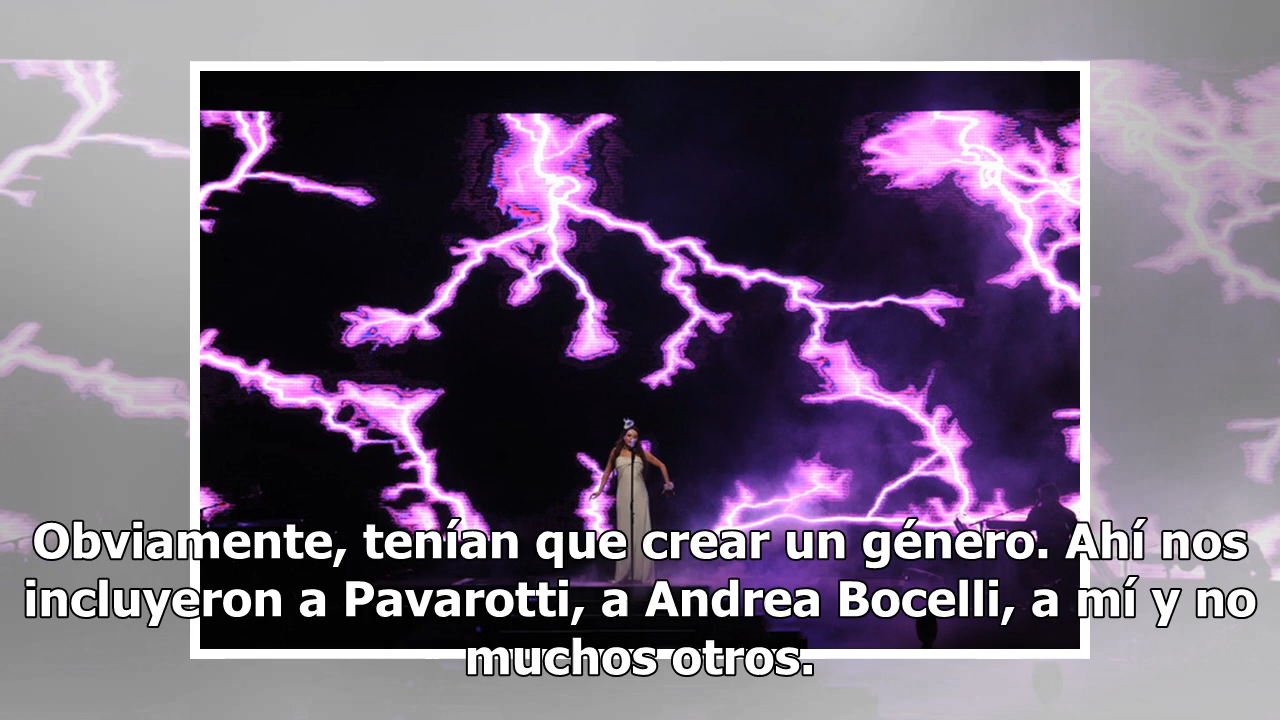 Obviamente, tenían que crear un género. Ahí nos
incluyeron a Pavarotti, a Andrea Bocelli, a mí y no
muchos otros.